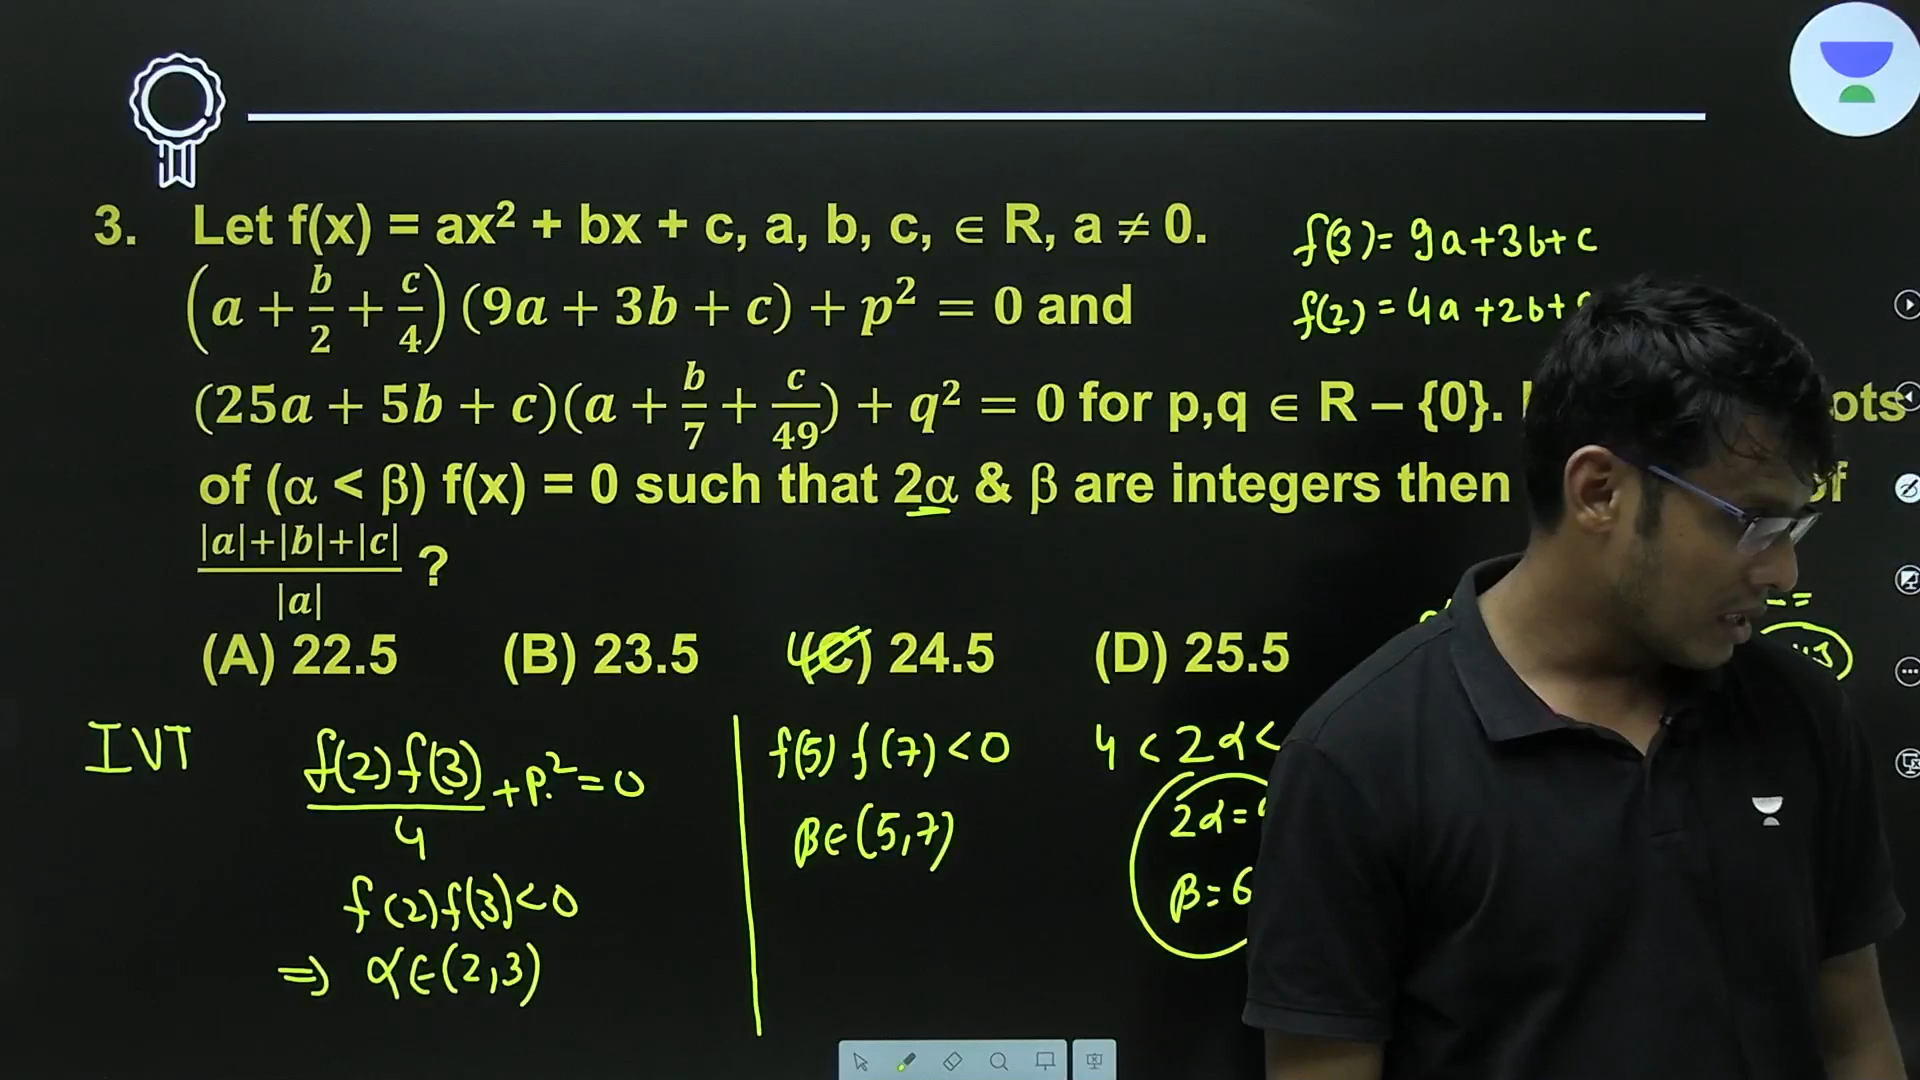 3. Let f(x) = ax² + bx + c, a, b, c, ∈ R, a ≠ 0.
(a + b/2 + c/4)(9a + 3b + c) + p² = 0 and
(25a + 5b + c)(a + b/7 + c/49) + q² = 0 for p,q ∈ R – {0}.
of (α < β) f(x) = 0 such that 2α & β are integers then
|a|+|b|+|c| / |a| ?
(A) 22.5 (B) 23.5 (C) 24.5 (D) 25.5
f(3) = 9a+3b+c
f(2) = 4a+2b+
IVT
f(2)f(3)/4 + p² = 0
f(2)f(3)<0
⇒ α∈(2,3)
f(5) f(7)<0
β∈(5,7)
4 < 2α <
2α=
β=6